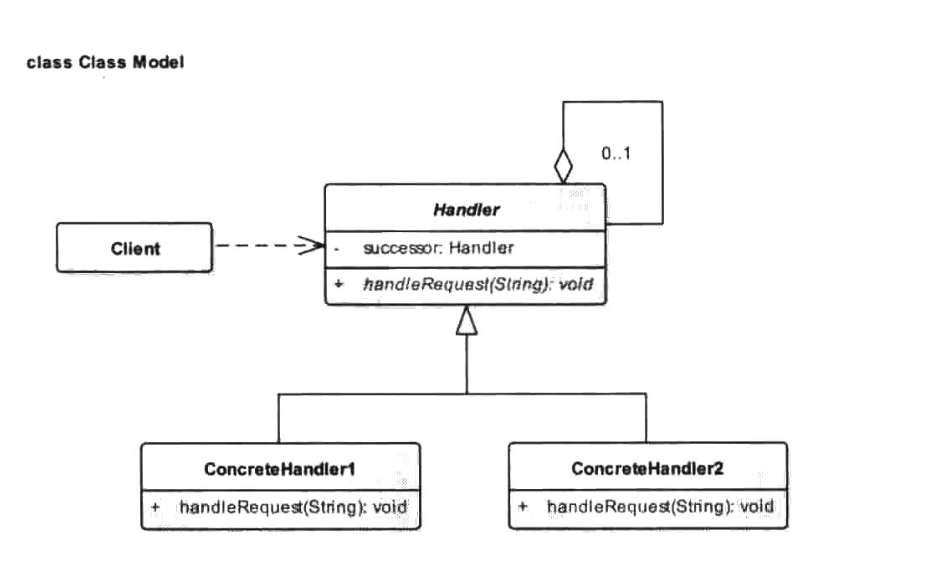 class Class Model
0..1
Handler
Client
- successor: Handler
+ handleRequest(String): void
ConcreteHandler1
+ handleRequest(String): void
ConcreteHandler2
+ handleRequest(String): void